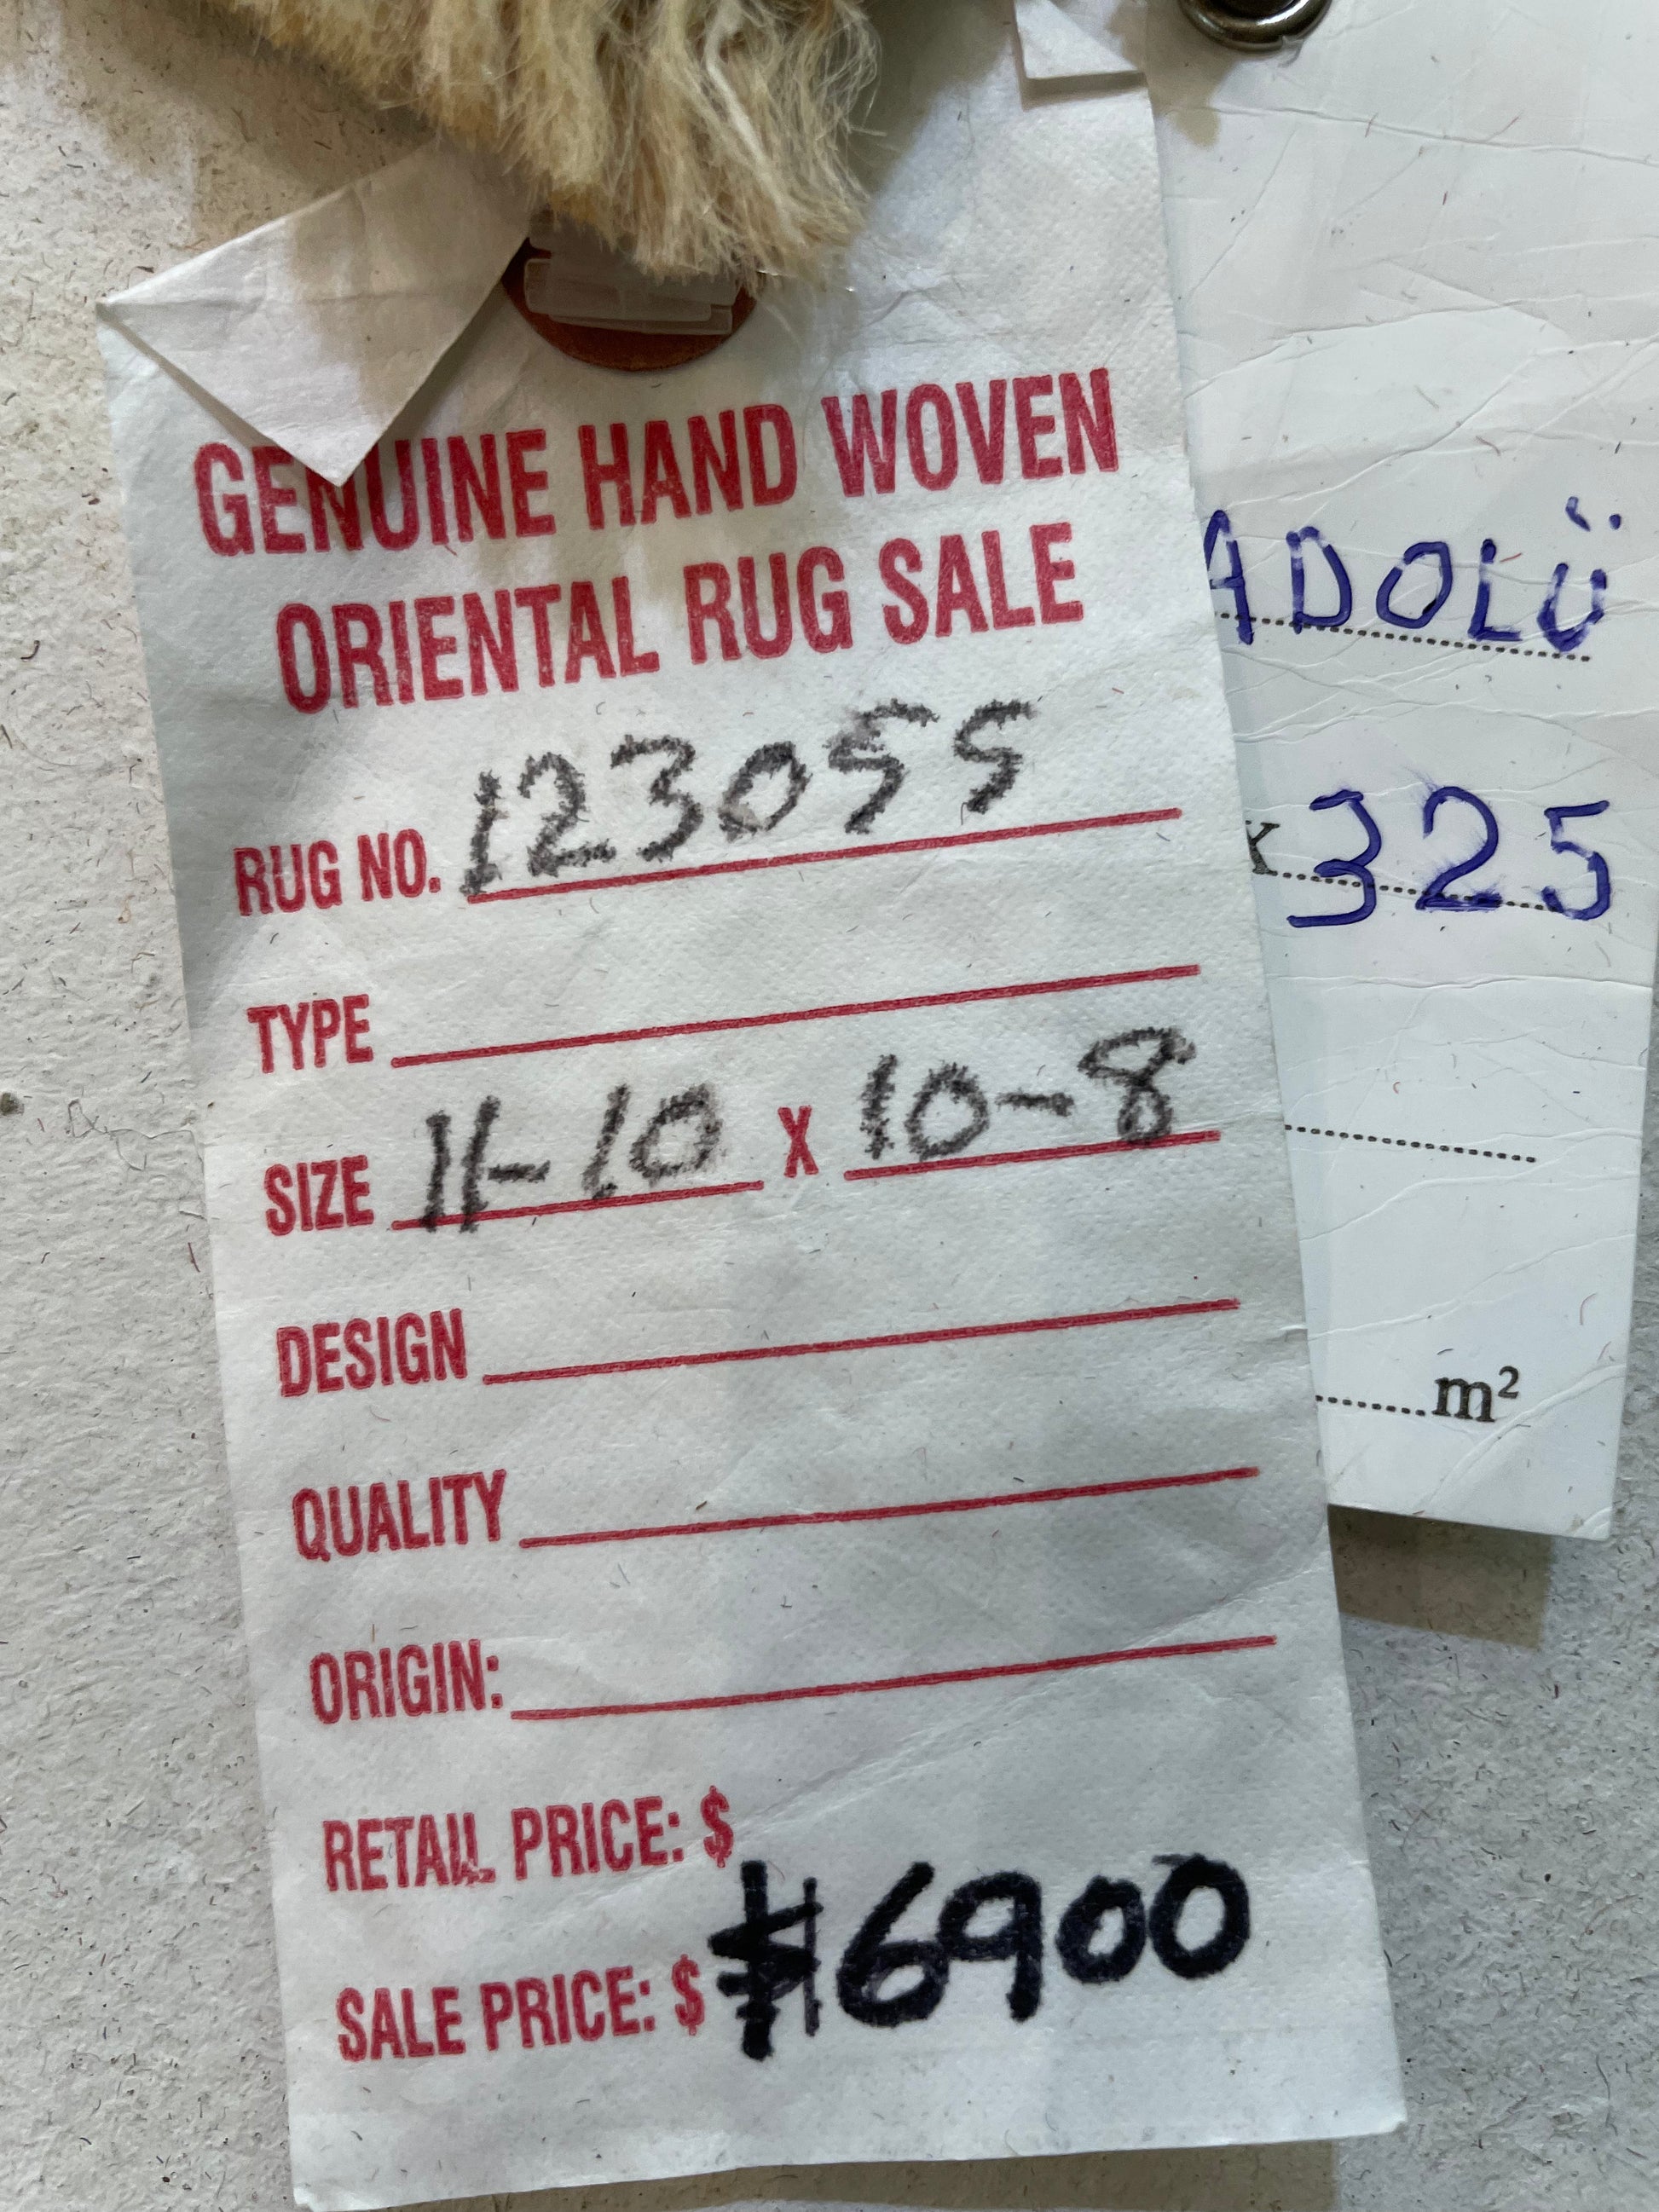 GENUINE HAND WOVEN
ORIENTAL RUG SALE
RUG NO. 123055
TYPE
SIZE 11-10 X 10-8
DESIGN
QUALITY
ORIGIN:
RETAIL PRICE: $
SALE PRICE: $ $6900
ADOLÜ
X 325
m²